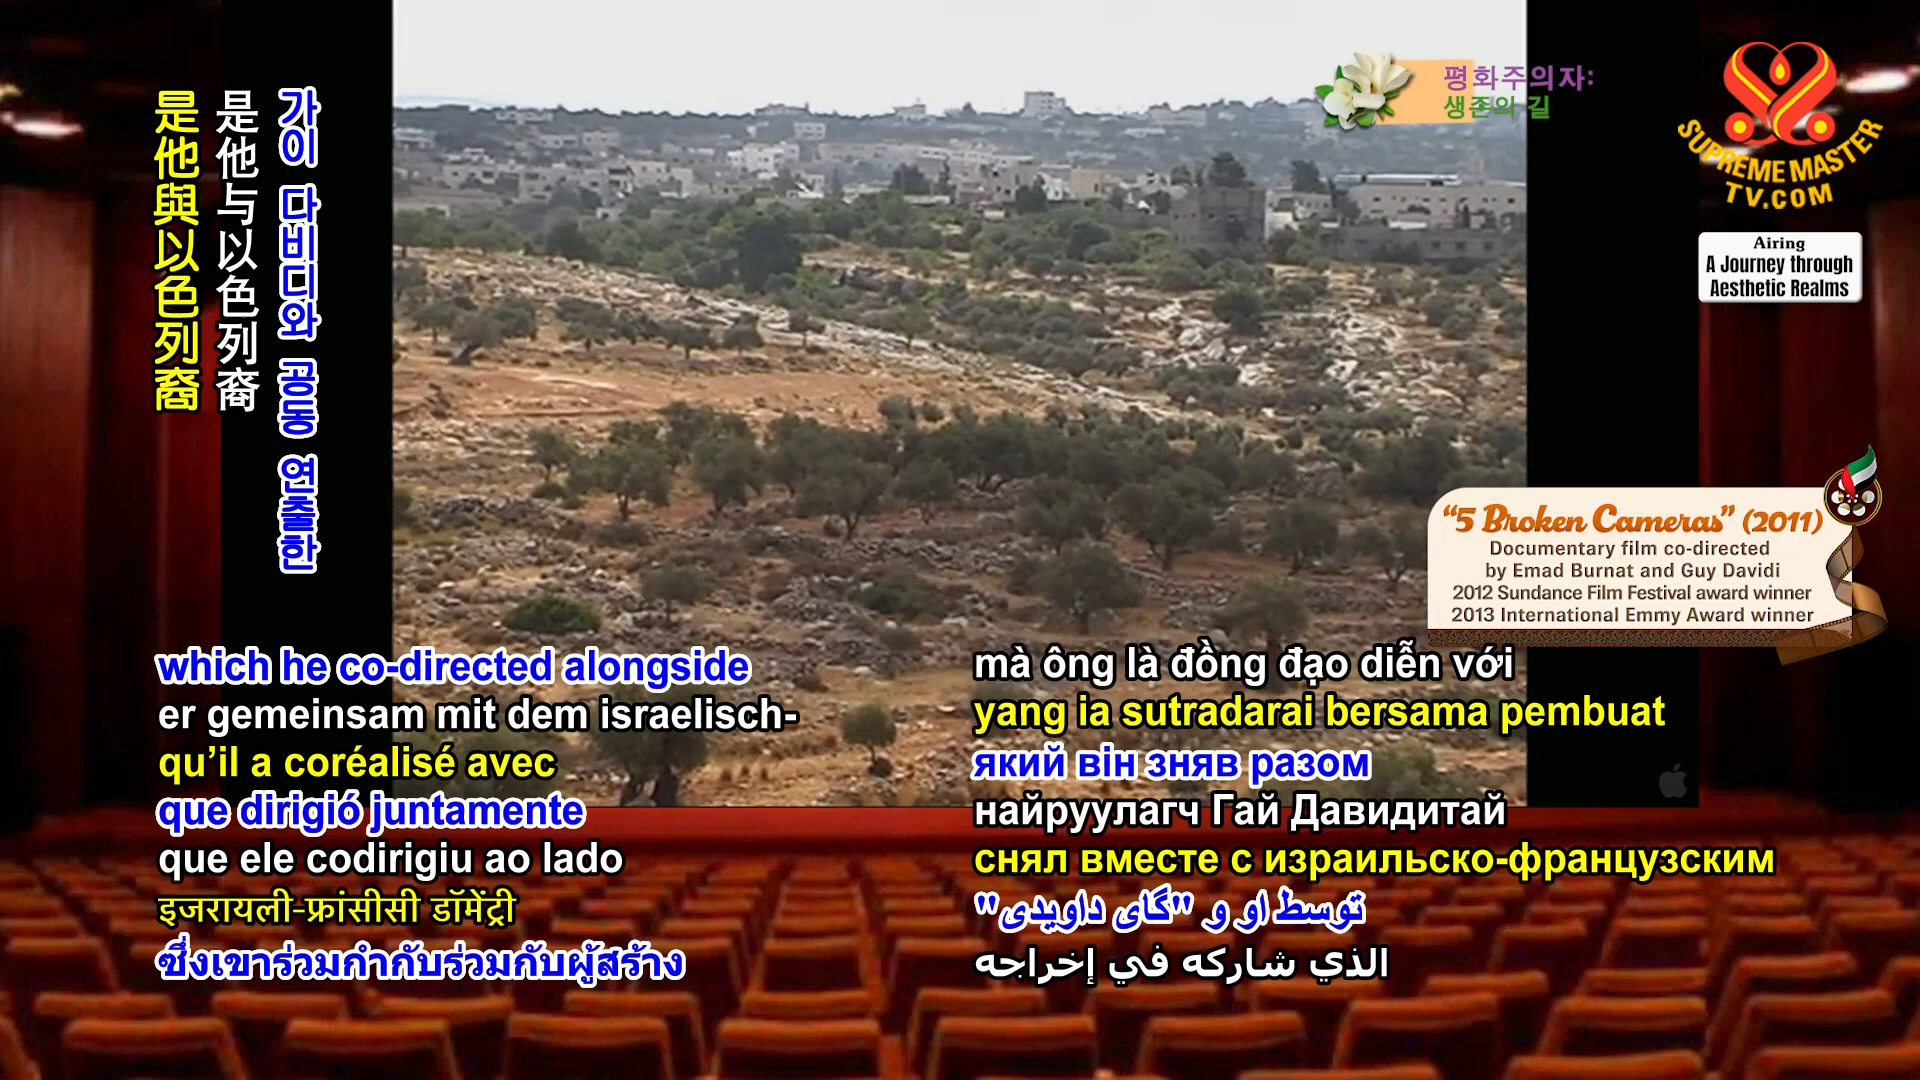 是他與以色列裔
是他与以色列裔
가이 다비디와 공동 연출한
평화주의자:
생존의 길
SUPREME MASTER
TV.COM
Airing
A Journey through
Aesthetic Realms
"5 Broken Cameras" (2011)
Documentary film co-directed
by Emad Burnat and Guy Davidi
2012 Sundance Film Festival award winner
2013 International Emmy Award winner
which he co-directed alongside
er gemeinsam mit dem israelisch-
qu'il a coréalisé avec
que dirigió juntamente
que ele codirigiu ao lado
इजरायली-फ्रांसीसी डॉमेंट्री
ซึ่งเขาร่วมกำกับร่วมกับผู้สร้าง
mà ông là đồng đạo diễn với
yang ia sutradarai bersama pembuat
який він зняв разом
найруулагч Гай Давидитай
снял вместе с израильско-французским
توسط او و "گای داویدی"
الذي شاركه في إخراجه